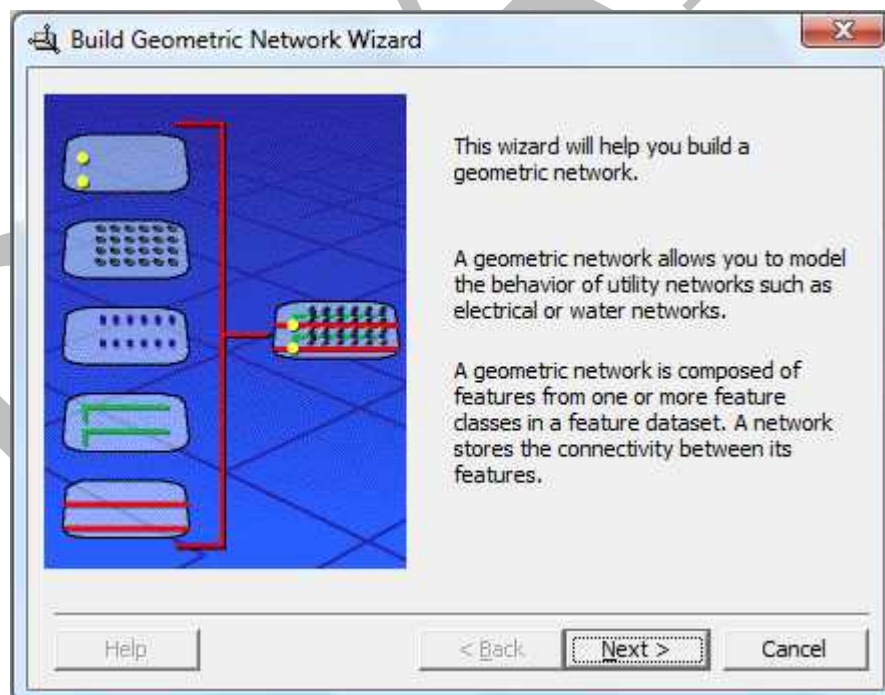 Build Geometric Network Wizard
This wizard will help you build a
geometric network.
A geometric network allows you to model
the behavior of utility networks such as
electrical or water networks.
A geometric network is composed of
features from one or more feature
classes in a feature dataset. A network
stores the connectivity between its
features.
Help
< Back
Next >
Cancel